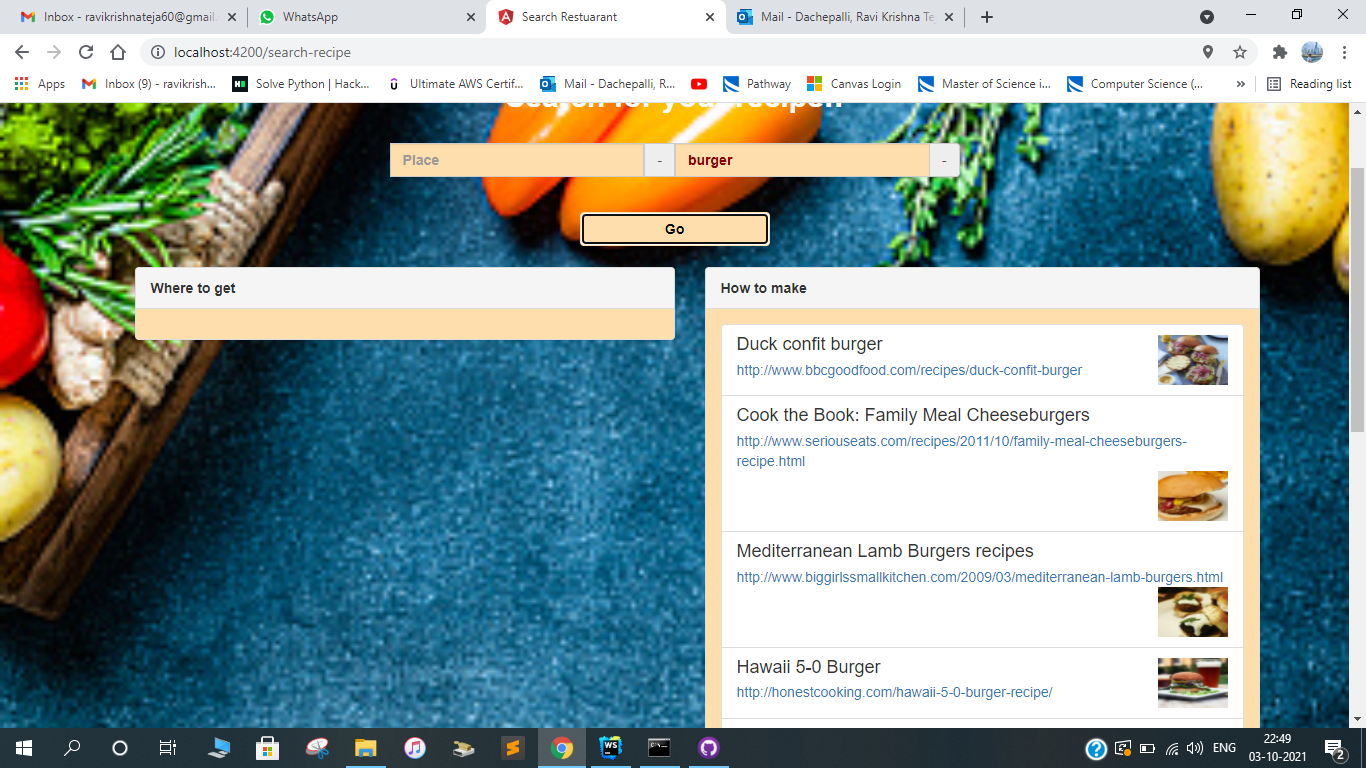 Inbox - ravikrishnateja60@gmail.
WhatsApp
Search Restuarant
Mail - Dachepalli, Ravi Krishna Te
localhost:4200/search-recipe
Apps
Inbox (9) - ravikrish...
Solve Python | Hack...
Ultimate AWS Certif...
Mail - Dachepalli, R...
Pathway
Canvas Login
Master of Science i...
Computer Science (...
»
Reading list
Place
-
burger
-
Go
Where to get
How to make
Duck confit burger
http://www.bbcgoodfood.com/recipes/duck-confit-burger
Cook the Book: Family Meal Cheeseburgers
http://www.seriouseats.com/recipes/2011/10/family-meal-cheeseburgers-
recipe.html
Mediterranean Lamb Burgers recipes
http://www.biggirlssmallkitchen.com/2009/03/mediterranean-lamb-burgers.html
Hawaii 5-0 Burger
http://honestcooking.com/hawaii-5-0-burger-recipe/
ENG
22:49
03-10-2021
2